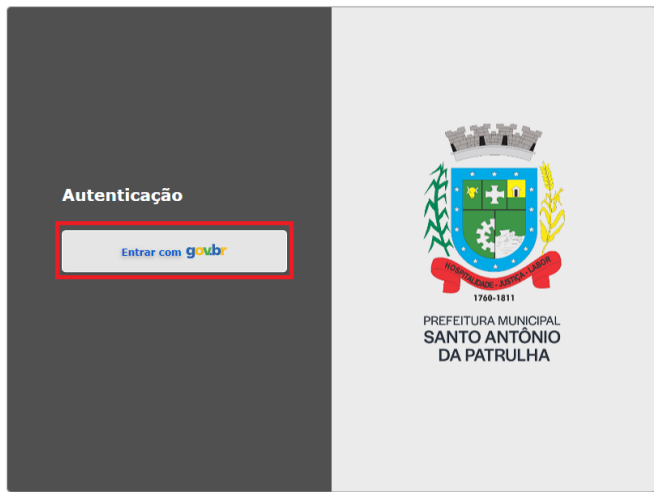 Autenticação
Entrar com gov.br
HOSPITALIDADE - JUSTIÇA - LABOR
1760-1811
PREFEITURA MUNICIPAL
SANTO ANTÔNIO
DA PATRULHA